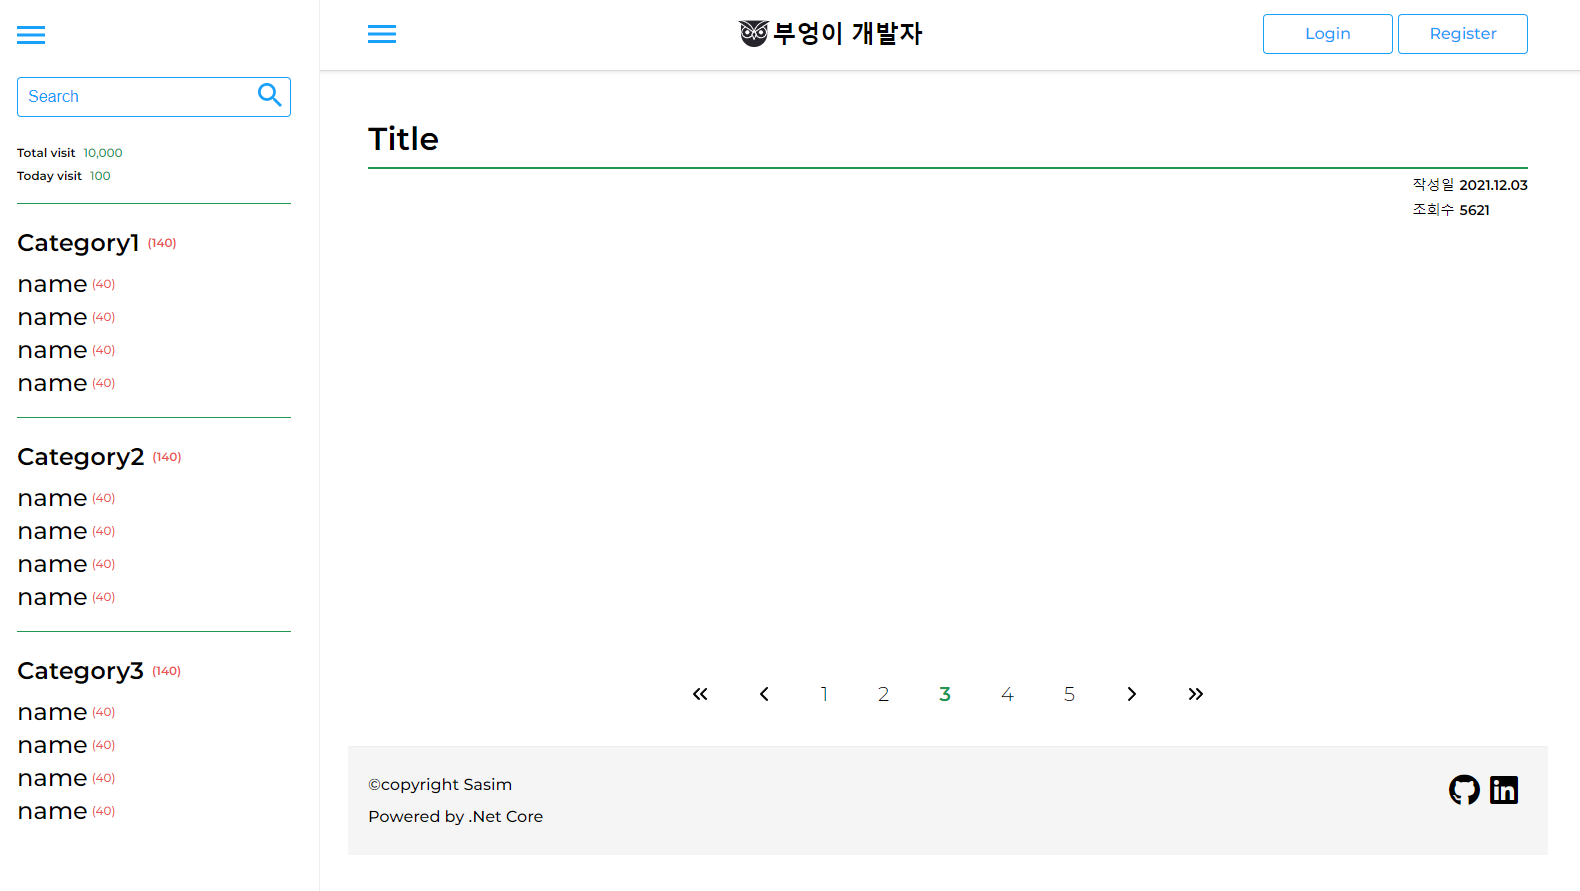 Search
Total visit 10,000
Today visit 100
Category1 (140)
name (40)
name (40)
name (40)
name (40)
Category2 (140)
name (40)
name (40)
name (40)
name (40)
Category3 (140)
name (40)
name (40)
name (40)
name (40)
부엉이 개발자
Login Register
Title
작성일 2021.12.03
조회수 5621
« ‹ 1 2 3 4 5 › »
©copyright Sasim
Powered by .Net Core
in